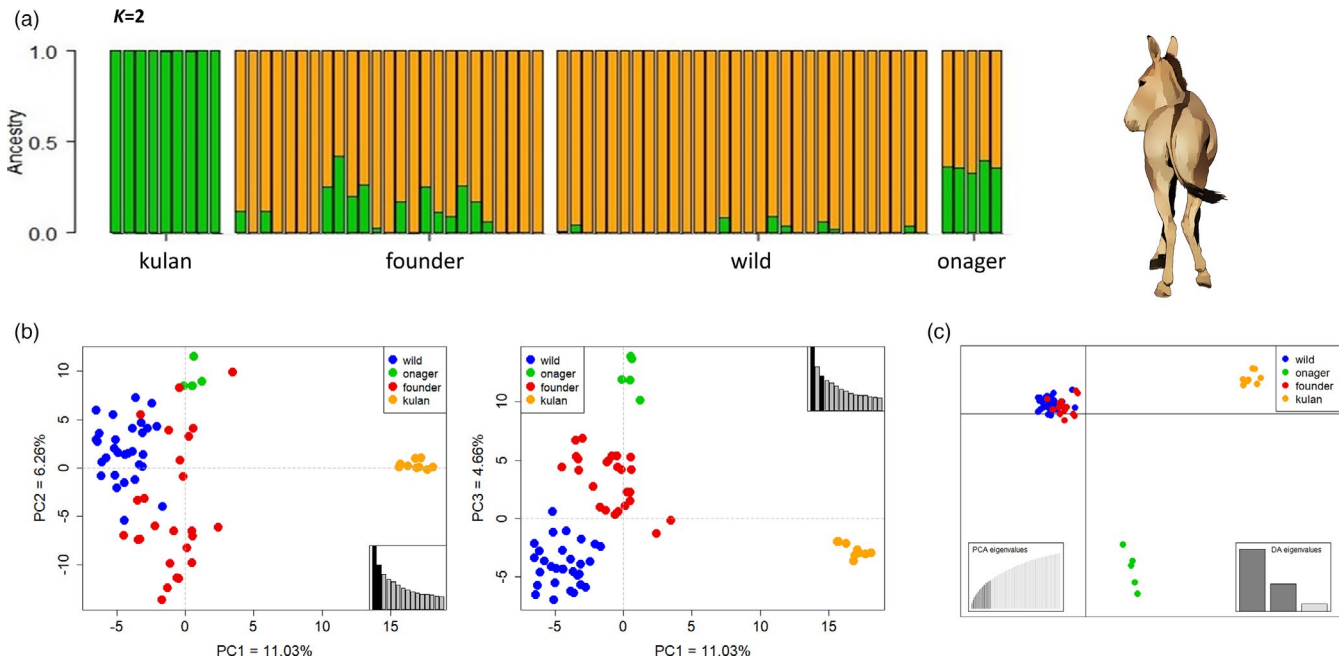 (a)
K=2
1.0
0.5
0.0
Ancestry
kulan
founder
wild
onager
(b)
10
5
0
-5
-10
PC2 = 6.26%
wild
onager
founder
kulan
-5
0
5
10
15
PC1 = 11.03%
10
5
0
-5
PC3 = 4.66%
wild
onager
founder
kulan
-5
0
5
10
15
PC1 = 11.03%
(c)
wild
onager
founder
kulan
PCA eigenvalues
DA eigenvalues